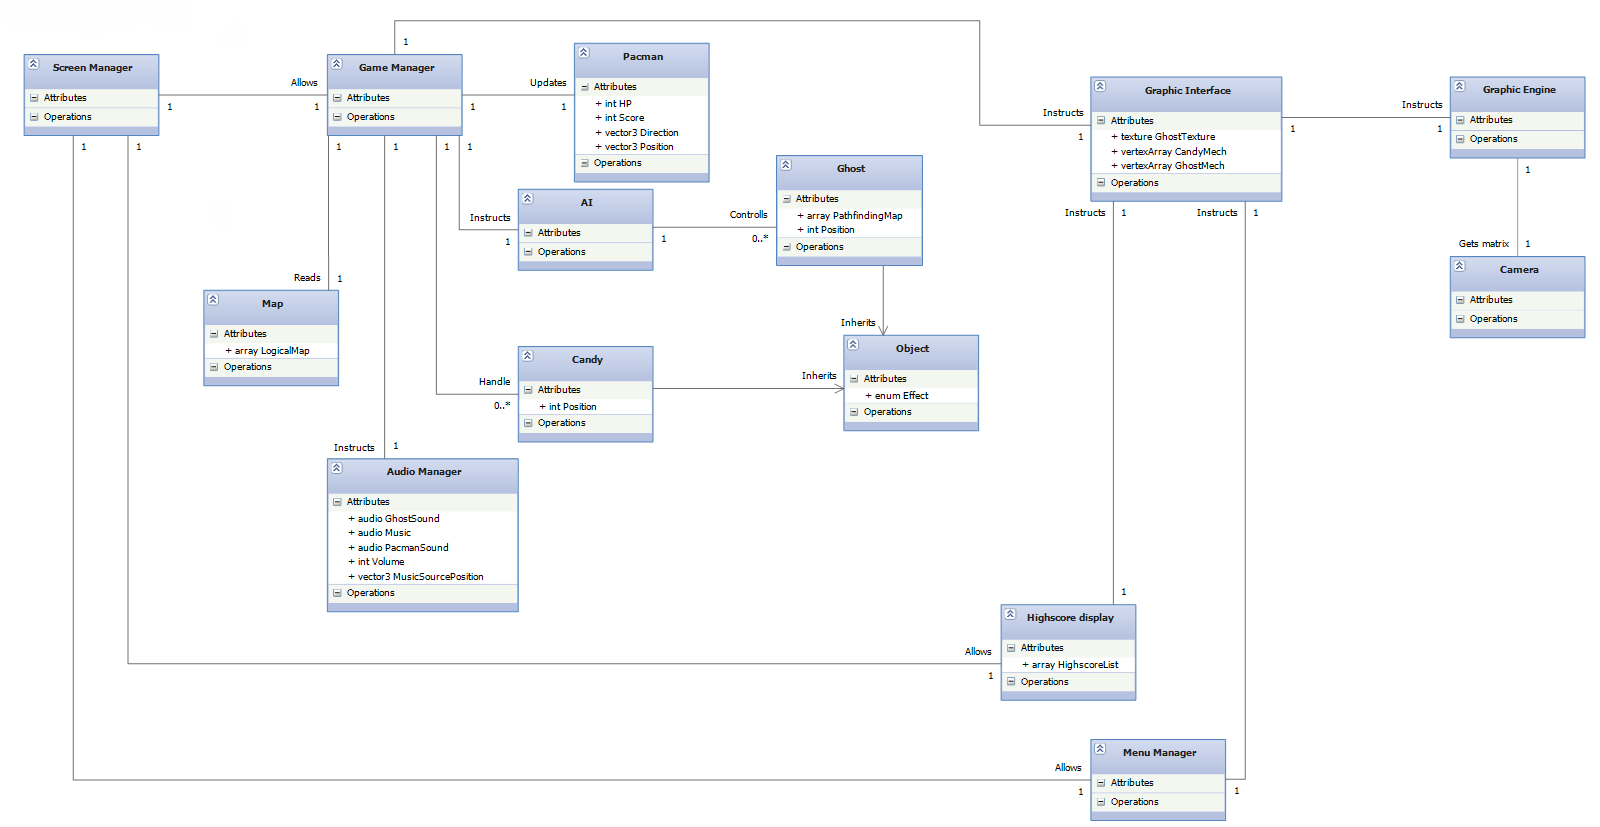 Screen Manager
Attributes
Operations
1
1
1
Allows
1
Game Manager
Attributes
Operations
1
1
1
1
1
1
Updates
1
Pacman
Attributes
+ int HP
+ int Score
+ vector3 Direction
+ vector3 Position
Operations
Instructs
1
AI
Attributes
Operations
1
Controlls
0..*
Ghost
Attributes
+ array PathfindingMap
+ int Position
Operations
Instructs
1
Graphic Interface
Attributes
+ texture GhostTexture
+ vertexArray CandyMech
+ vertexArray GhostMech
Operations
1
Instructs
1
Instructs
1
Instructs
1
Graphic Engine
Attributes
Operations
1
Gets matrix
1
Camera
Attributes
Operations
Reads
1
Map
Attributes
+ array LogicalMap
Operations
Handle
0..*
Candy
Attributes
+ int Position
Operations
Inherits
Inherits
Object
Attributes
+ enum Effect
Operations
Instructs
1
Audio Manager
Attributes
+ audio GhostSound
+ audio Music
+ audio PacmanSound
+ int Volume
+ vector3 MusicSourcePosition
Operations
1
Allows
1
Highscore display
Attributes
+ array HighscoreList
Operations
Allows
1
Menu Manager
Attributes
Operations
1